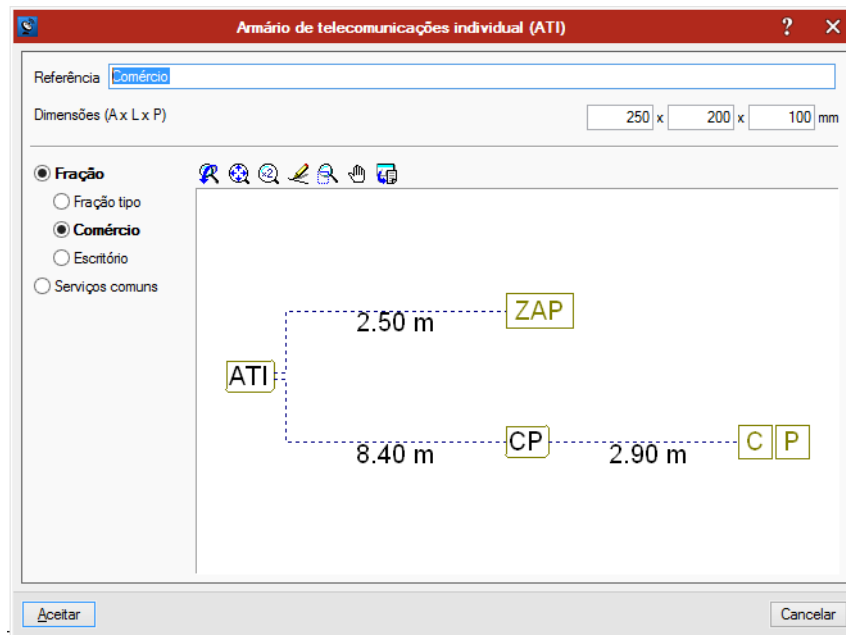 Armário de telecomunicações individual (ATI) ? ×
Referência Comércio
Dimensões (A x L x P) 250 x 200 x 100 mm
Fração
Fração tipo
Comércio
Escritório
Serviços comuns
x2
ZAP
2.50 m
ATI
CP C P
8.40 m 2.90 m
Aceitar Cancelar